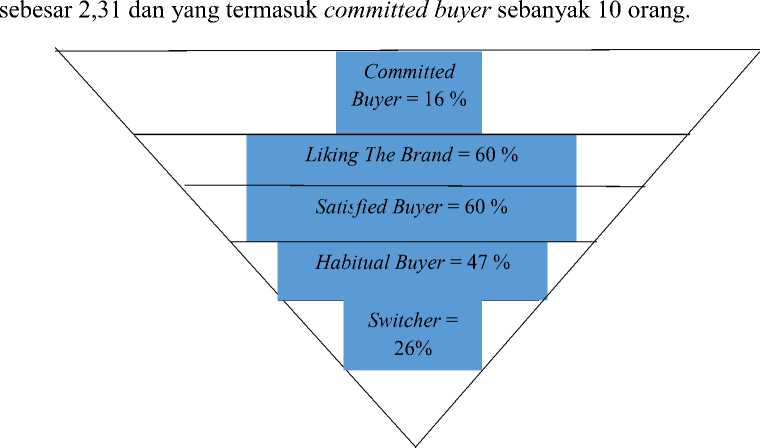 sebesar 2,31 dan yang termasuk committed buyer sebanyak 10 orang.
Committed
Buyer = 16 %
Liking The Brand = 60 %
Satisfied Buyer = 60 %
Habitual Buyer = 47 %
Switcher =
26%